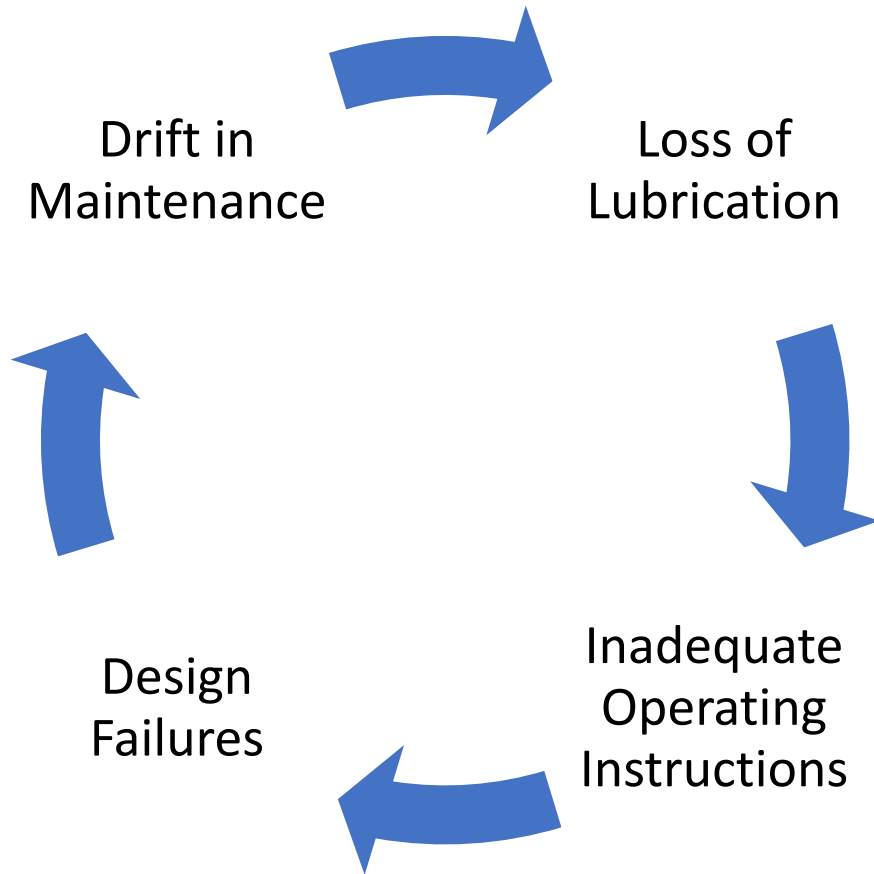 Drift in
Maintenance
Loss of
Lubrication
Inadequate
Operating
Instructions
Design
Failures